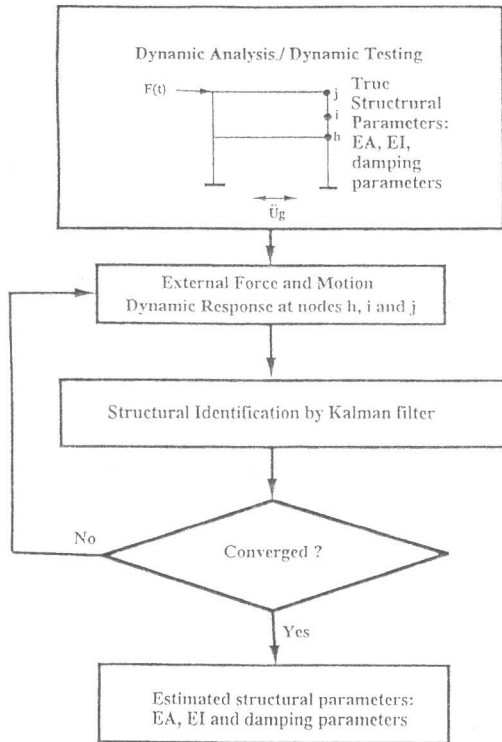 Dynamic Analysis/ Dynamic Testing
F(t)
j
i
h
Üg
True
Structrural
Parameters:
EA, EI,
damping
parameters
External Force and Motion
Dynamic Response at nodes h, i and j
Structural Identification by Kalman filter
Converged ?
No
Yes
Estimated structural parameters:
EA, EI and damping parameters